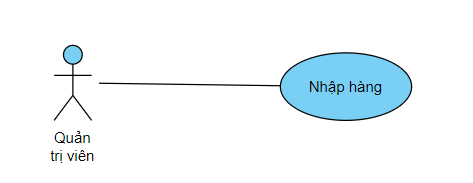 Nhập hàng
Quản
trị viên